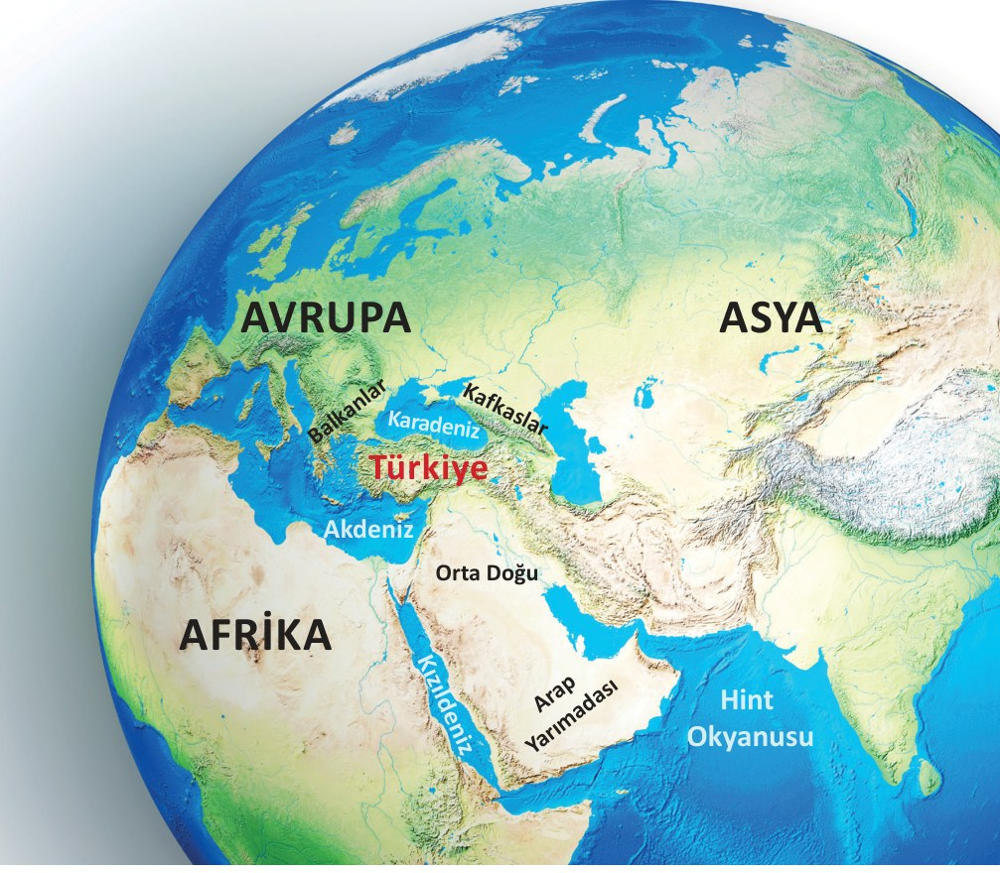 AVRUPA
ASYA
Balkanlar
Karadeniz
Kafkaslar
Türkiye
Akdeniz
Orta Doğu
AFRİKA
Kızıldeniz
Arap
Yarımadası
Hint
Okyanusu